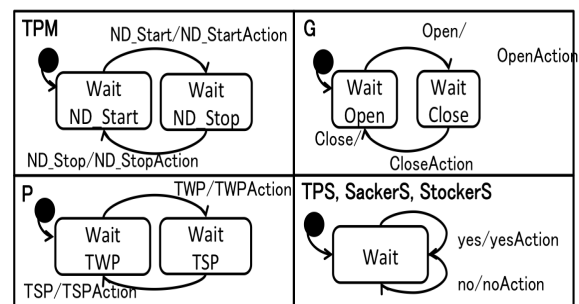 TPM
ND_Start/ND_StartAction
Wait
ND_Start
Wait
ND_Stop
ND_Stop/ND_StopAction
G
Open/
OpenAction
Wait
Open
Wait
Close
Close/
CloseAction
P
TWP/TWPAction
Wait
TWP
Wait
TSP
TSP/TSPAction
TPS, SackerS, StockerS
Wait
yes/yesAction
no/noAction